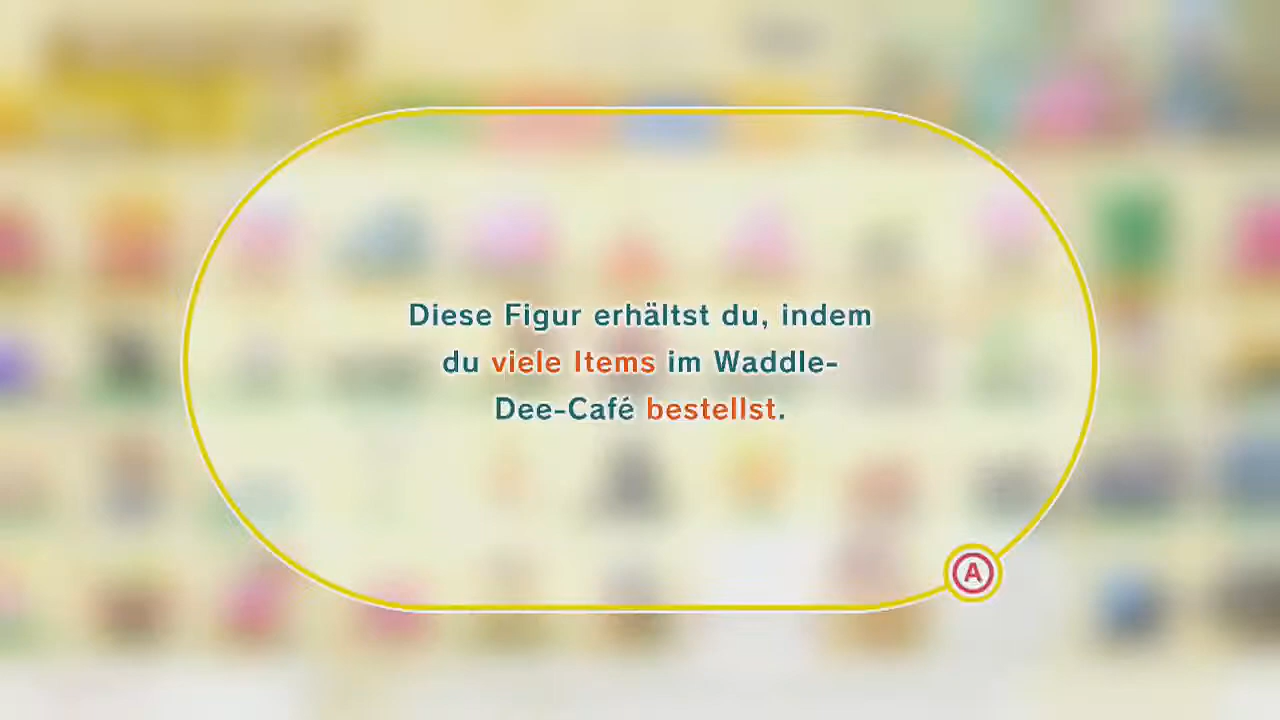 Diese Figur erhältst du, indem
du viele Items im Waddle-
Dee-Café bestellst.
A